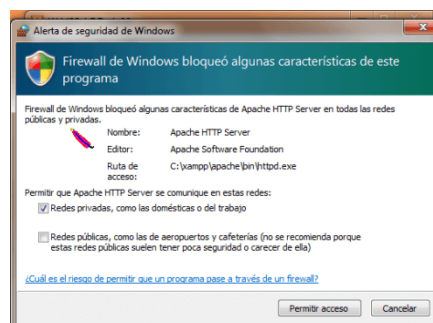 Alerta de seguridad de Windows
Firewall de Windows bloqueó algunas características de este
programa
Firewall de Windows bloqueó algunas características de Apache HTTP Server en todas las redes
públicas y privadas.
Nombre: Apache HTTP Server
Editor: Apache Software Foundation
Ruta de
acceso: C:\xampp\apache\bin\httpd.exe
Permitir que Apache HTTP Server se comunique en estas redes:
Redes privadas, como las domésticas o del trabajo
Redes públicas, como las de aeropuertos y cafeterías (no se recomienda porque
estas redes públicas suelen tener poca seguridad o carecer de ella)
¿Cuál es el riesgo de permitir que un programa pase a través de un firewall?
Permitir acceso Cancelar